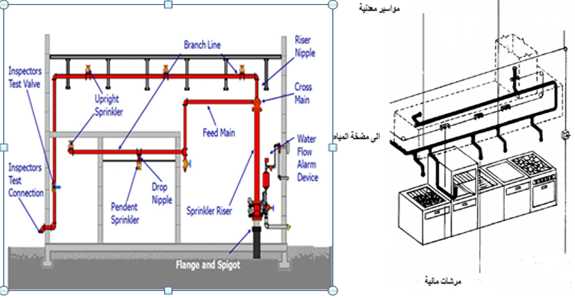 Branch Line
Riser
Nipple
Inspectors
Test Valve
Upright
Sprinkler
Cross
Main
Feed Main
Water
Flow
Alarm
Device
Inspectors
Test
Connection
Pendent
Sprinkler
Drop
Nipple
Sprinkler Riser
Flange and Spigot
مواسير معدنية
الى مضخة المياه
مرشات مائية